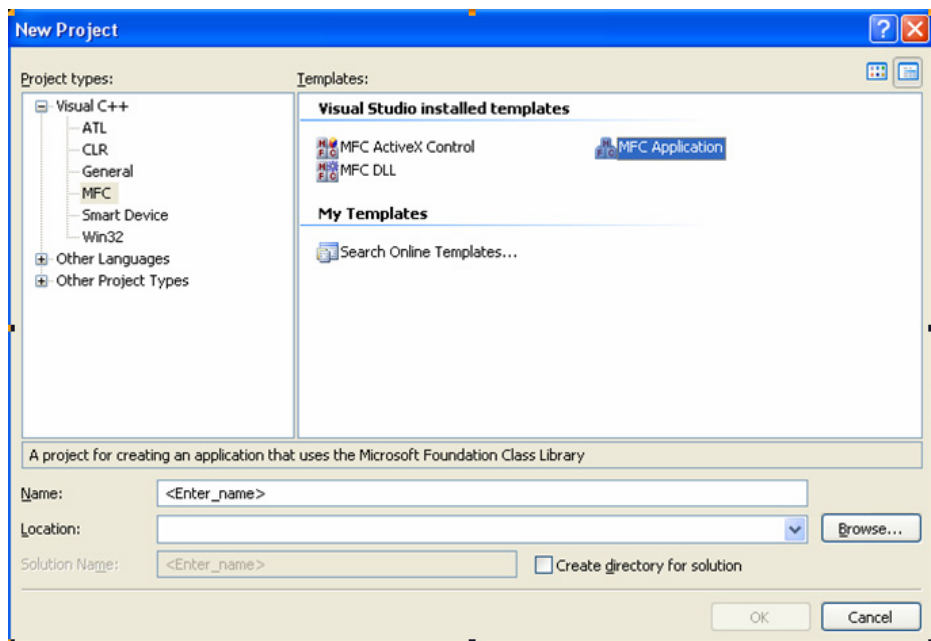 New Project
Project types:
Templates:
Visual C++
ATL
CLR
General
MFC
Smart Device
Win32
Other Languages
Other Project Types
Visual Studio installed templates
MFC ActiveX Control
MFC Application
MFC DLL
My Templates
Search Online Templates...
A project for creating an application that uses the Microsoft Foundation Class Library
Name:
<Enter_name>
Location:
Browse...
Solution Name:
<Enter_name>
Create directory for solution
OK
Cancel